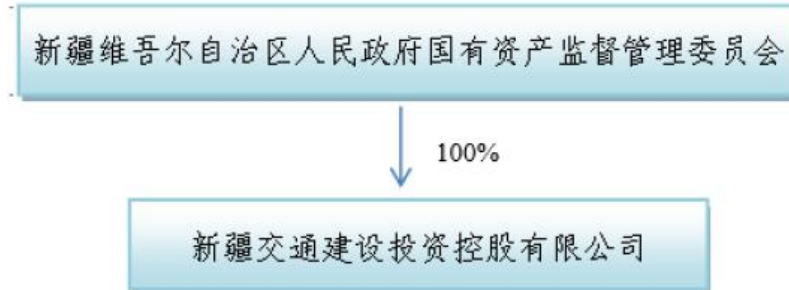 新疆维吾尔自治区人民政府国有资产监督管理委员会
100%
新疆交通建设投资控股有限公司